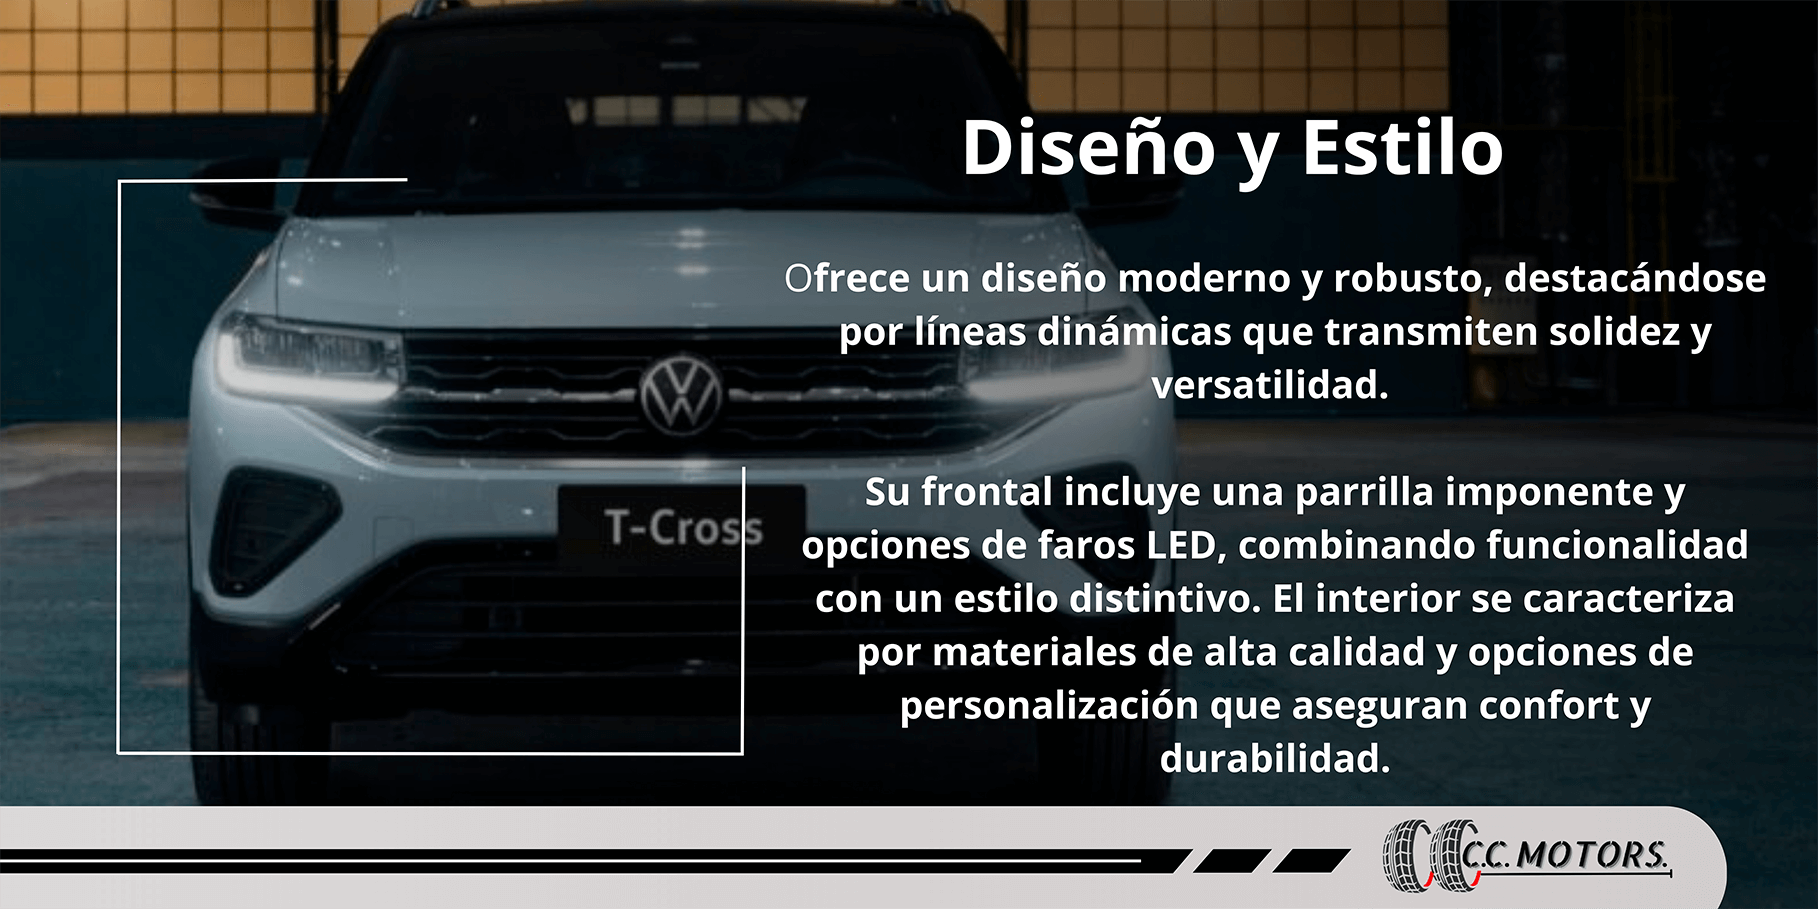 Diseño y Estilo
Ofrece un diseño moderno y robusto, destacándose
por líneas dinámicas que transmiten solidez y
versatilidad.
Su frontal incluye una parrilla imponente y
opciones de faros LED, combinando funcionalidad
con un estilo distintivo. El interior se caracteriza
por materiales de alta calidad y opciones de
personalización que aseguran confort y
durabilidad.
T-Cross
C.C. MOTORS.